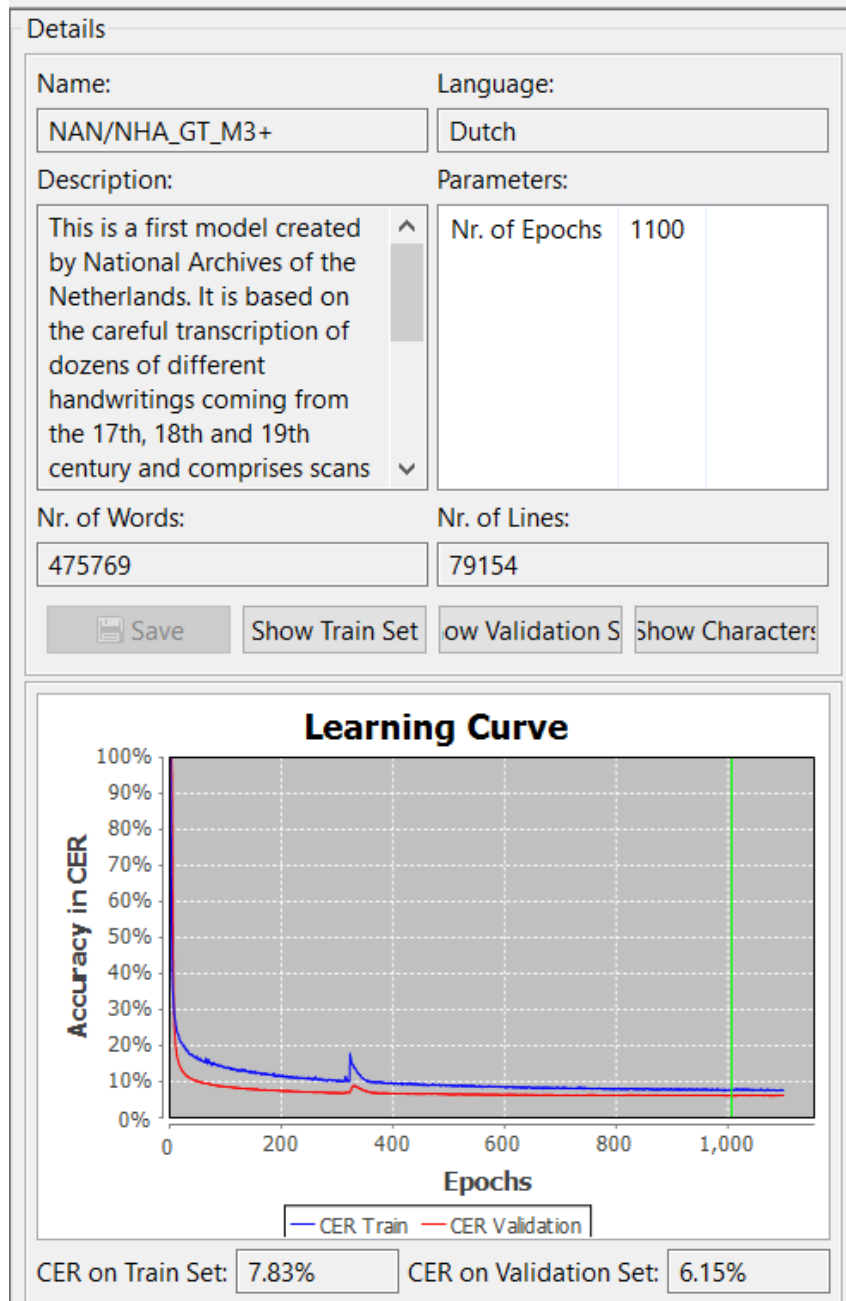 Details
Name:
Language:
NAN/NHA_GT_M3+
Dutch
Description:
Parameters:
This is a first model created
by National Archives of the
Netherlands. It is based on
the careful transcription of
dozens of different
handwritings coming from
the 17th, 18th and 19th
century and comprises scans
Nr. of Epochs 1100
Nr. of Words:
Nr. of Lines:
475769
79154
Save
Show Train Set
ow Validation S
Show Characters
Learning Curve
Accuracy in CER
100%
90%
80%
70%
60%
50%
40%
30%
20%
10%
0%
0 200 400 600 800 1,000
Epochs
CER Train CER Validation
CER on Train Set: 7.83% CER on Validation Set: 6.15%